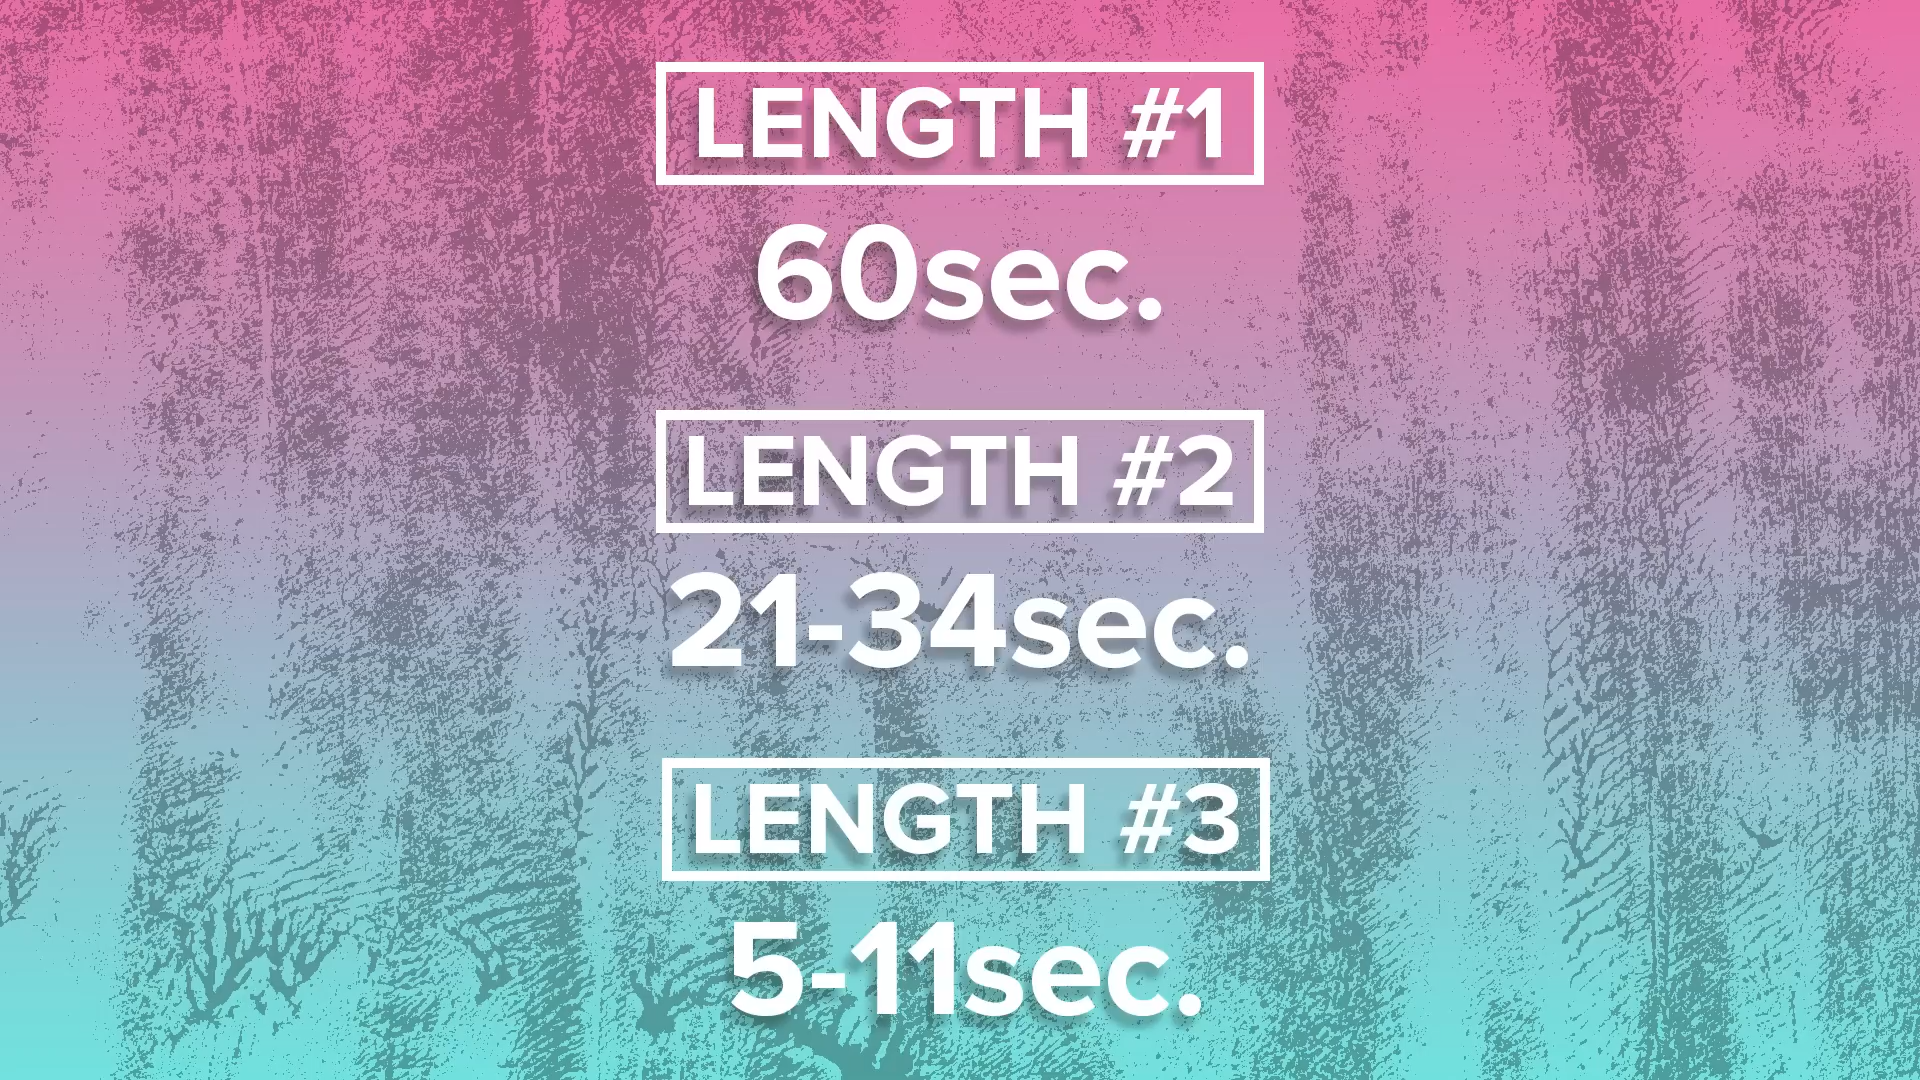 LENGTH #1
60sec.
LENGTH #2
21-34sec.
LENGTH #3
5-11sec.